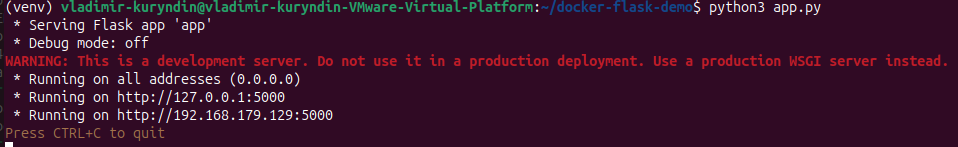 (venv) vladimir-kuryndin@vladimir-kuryndin-VMware-Virtual-Platform:~/docker-flask-demo$ python3 app.py
 * Serving Flask app 'app'
 * Debug mode: off
WARNING: This is a development server. Do not use it in a production deployment. Use a production WSGI server instead.
 * Running on all addresses (0.0.0.0)
 * Running on http://127.0.0.1:5000
 * Running on http://192.168.179.129:5000
Press CTRL+C to quit